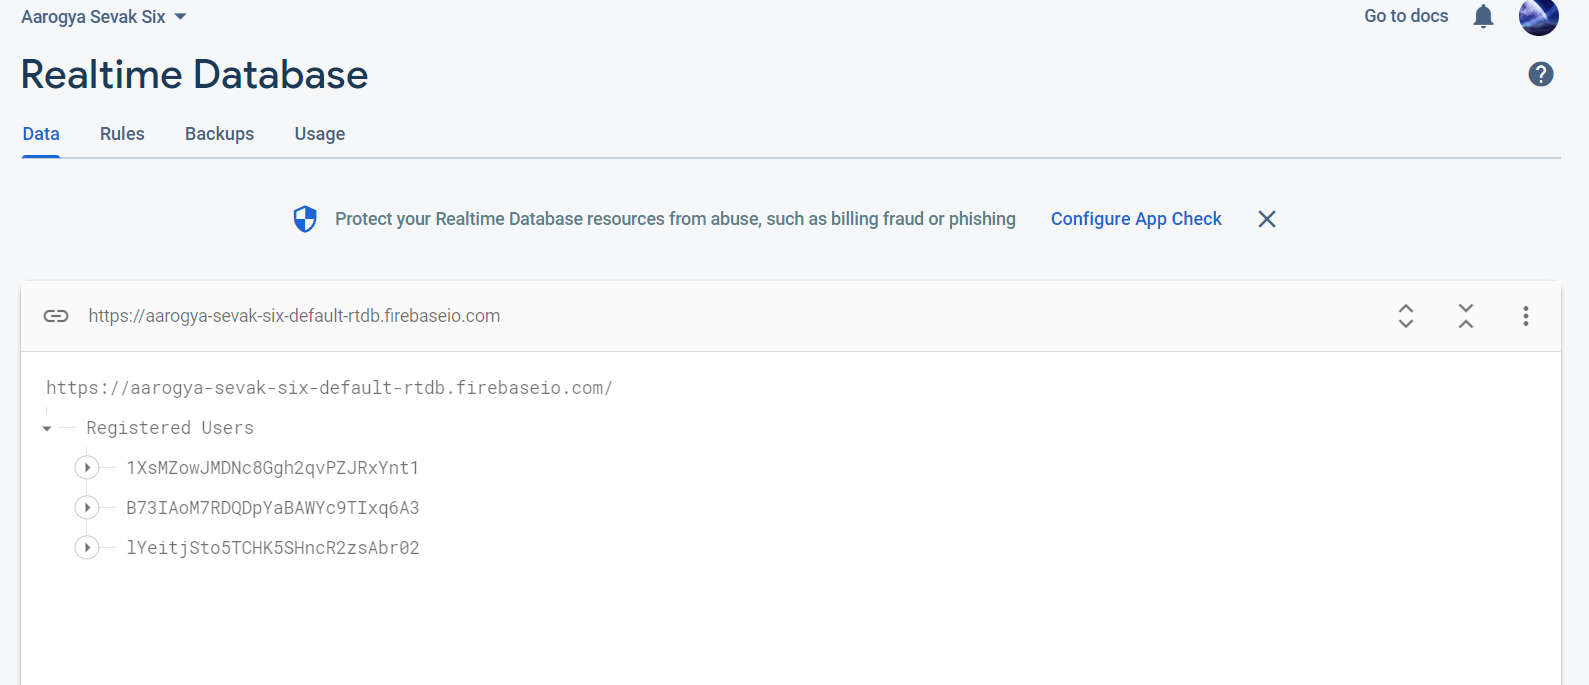 Aarogya Sevak Six
Go to docs
Realtime Database
?
Data Rules Backups Usage
Protect your Realtime Database resources from abuse, such as billing fraud or phishing Configure App Check
https://aarogya-sevak-six-default-rtdb.firebaseio.com
https://aarogya-sevak-six-default-rtdb.firebaseio.com/
Registered Users
1XsMZowJMDNc8Ggh2qvPZJRxYnt1
B73IAoM7RDQDpYaBAWYc9TIxq6A3
lYeitjSto5TCHK5SHncR2zsAbr02